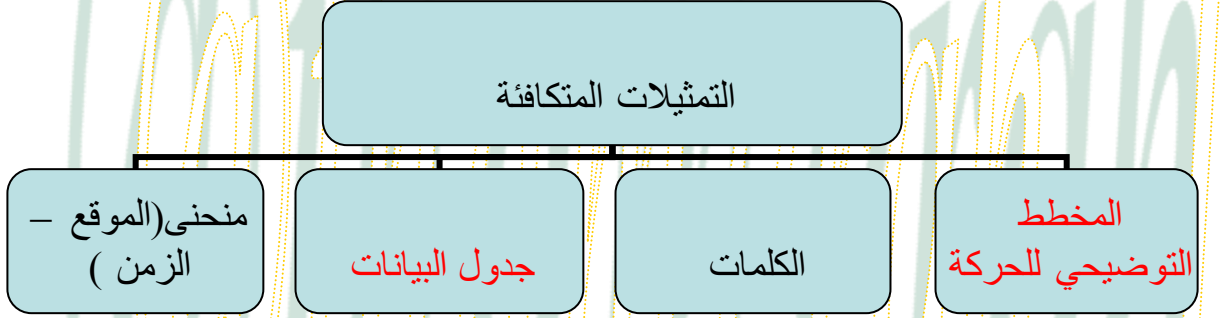 التمثيلات المتكافئة
المخطط
التوضيحي للحركة
الكلمات
جدول البيانات
منحنى(الموقع –
الزمن )